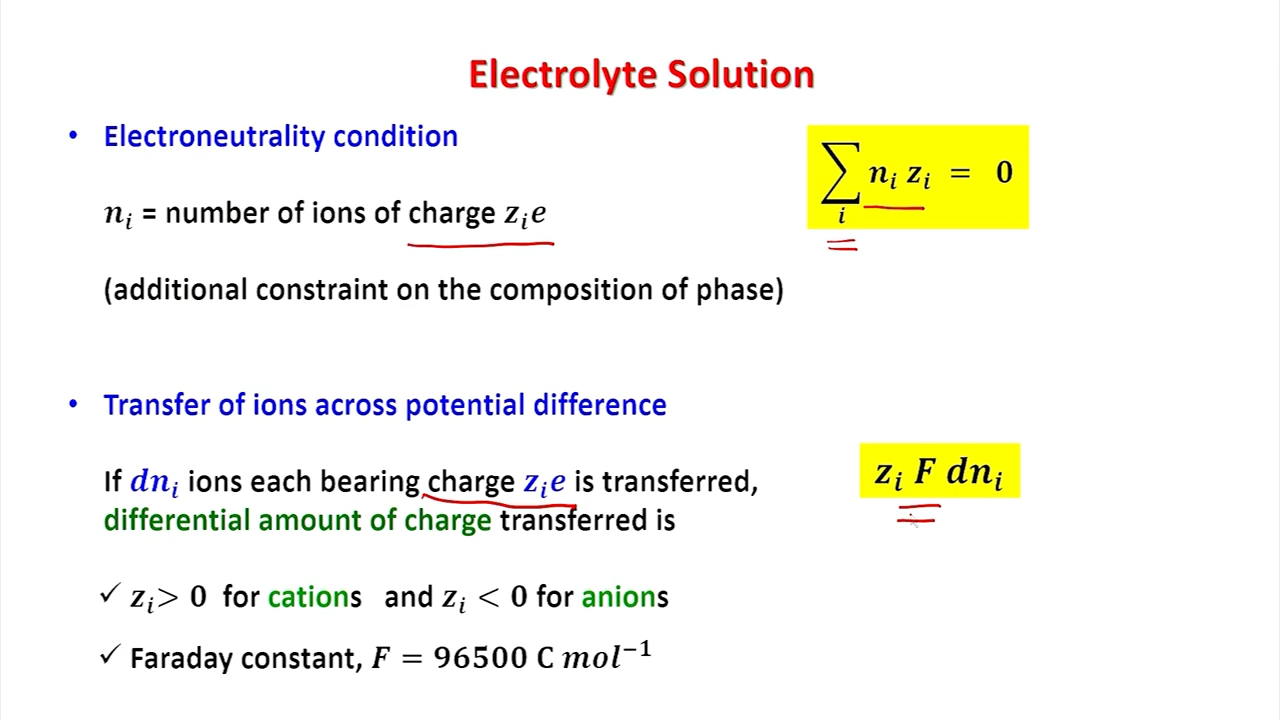 Electrolyte Solution
• Electroneutrality condition
∑ᵢ nᵢ zᵢ = 0
nᵢ = number of ions of charge zᵢe
(additional constraint on the composition of phase)
• Transfer of ions across potential difference
If dnᵢ ions each bearing charge zᵢe is transferred,
zᵢ F dnᵢ
differential amount of charge transferred is
✓ zᵢ> 0 for cations and zᵢ < 0 for anions
✓ Faraday constant, F = 96500 C mol⁻¹